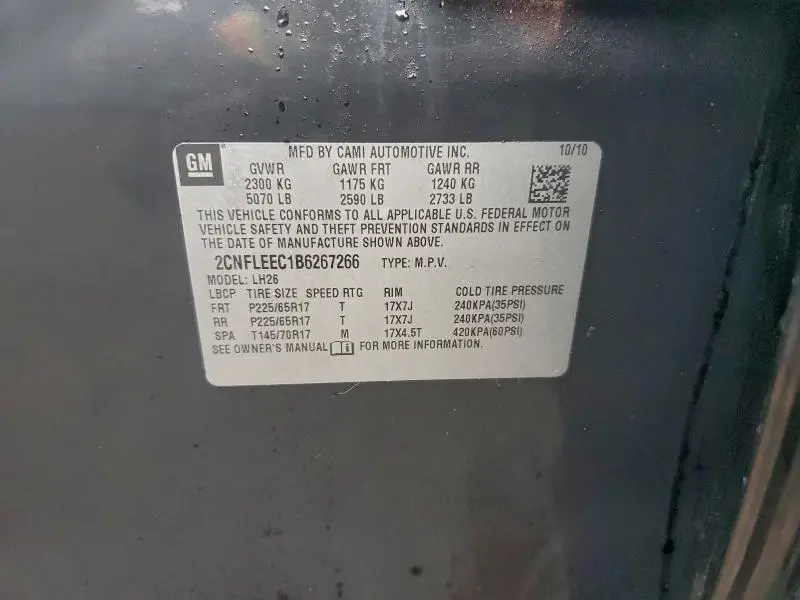 GM MFD BY CAMI AUTOMOTIVE INC. 10/10
GVWR GAWR FRT GAWR RR
2300 KG 1175 KG 1240 KG
5070 LB 2590 LB 2733 LB
THIS VEHICLE CONFORMS TO ALL APPLICABLE U.S. FEDERAL MOTOR
VEHICLE SAFETY AND THEFT PREVENTION STANDARDS IN EFFECT ON
THE DATE OF MANUFACTURE SHOWN ABOVE.
2CNFLEEC1B6267266 TYPE: M.P.V.
MODEL: LH26
LBCP TIRE SIZE SPEED RTG RIM COLD TIRE PRESSURE
FRT P225/65R17 T 17X7J 240KPA(35PSI)
RR P225/65R17 T 17X7J 240KPA(35PSI)
SPA T145/70R17 M 17X4.5T 420KPA(60PSI)
SEE OWNER'S MANUAL FOR MORE INFORMATION.